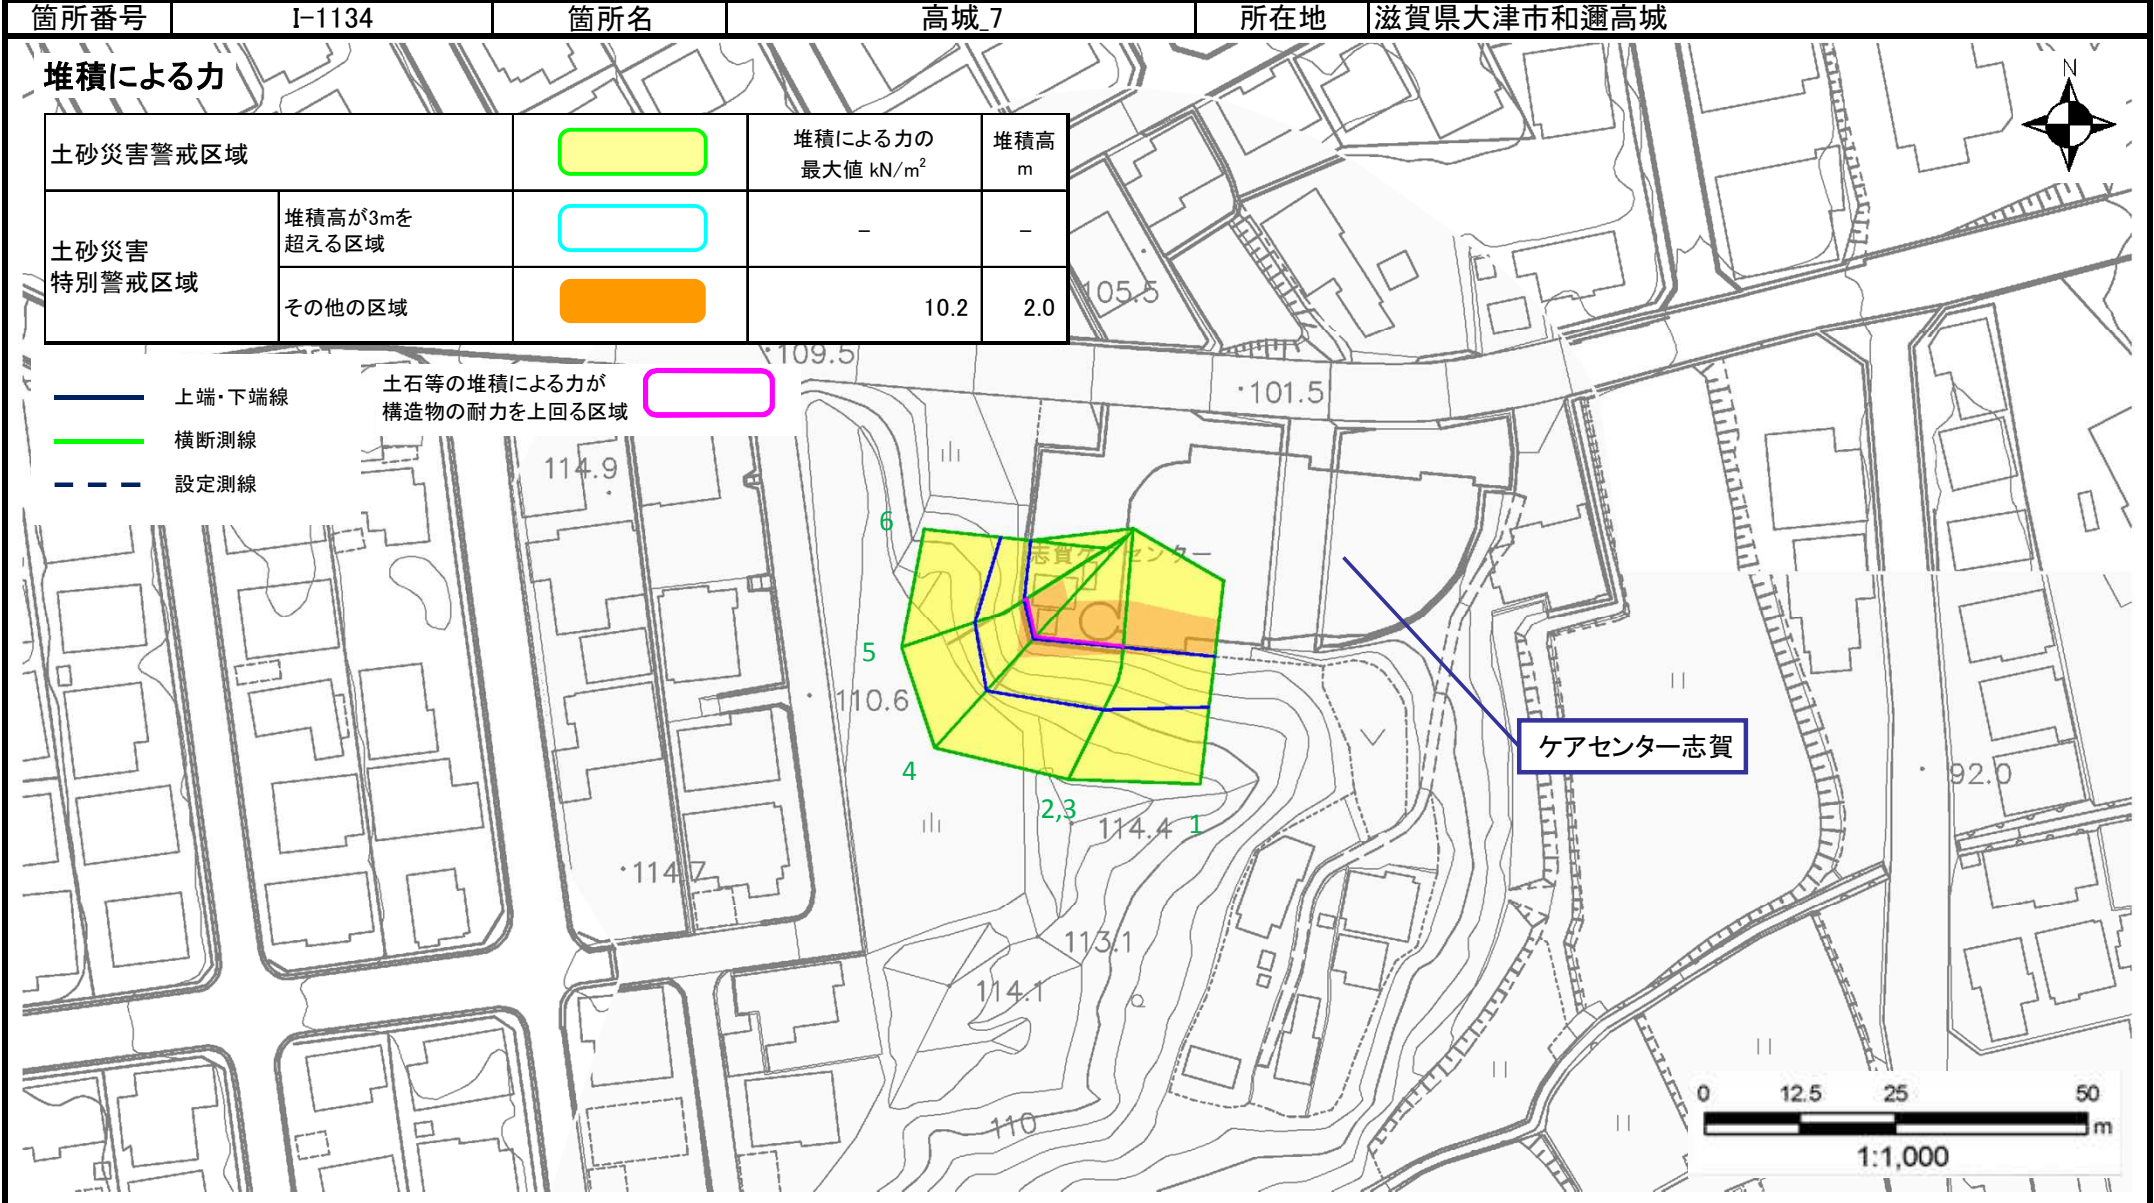 箇所番号 I-1134 箇所名 高城_7 所在地 滋賀県大津市和邇高城
堆積による力
N
土砂災害警戒区域
堆積による力の
最大値 kN/m²
堆積高
m
土砂災害
特別警戒区域
堆積高が3mを
超える区域
－ －
その他の区域
10.2 2.0
上端・下端線
横断測線
設定測線
土石等の堆積による力が
構造物の耐力を上回る区域
105.5
109.5
101.5
114.9
6
志賀ケアセンター
5
110.6
ケアセンター志賀
4
92.0
2,3
114.4
1
114.7
113.1
114.1
110
0 12.5 25 50
m
1:1,000